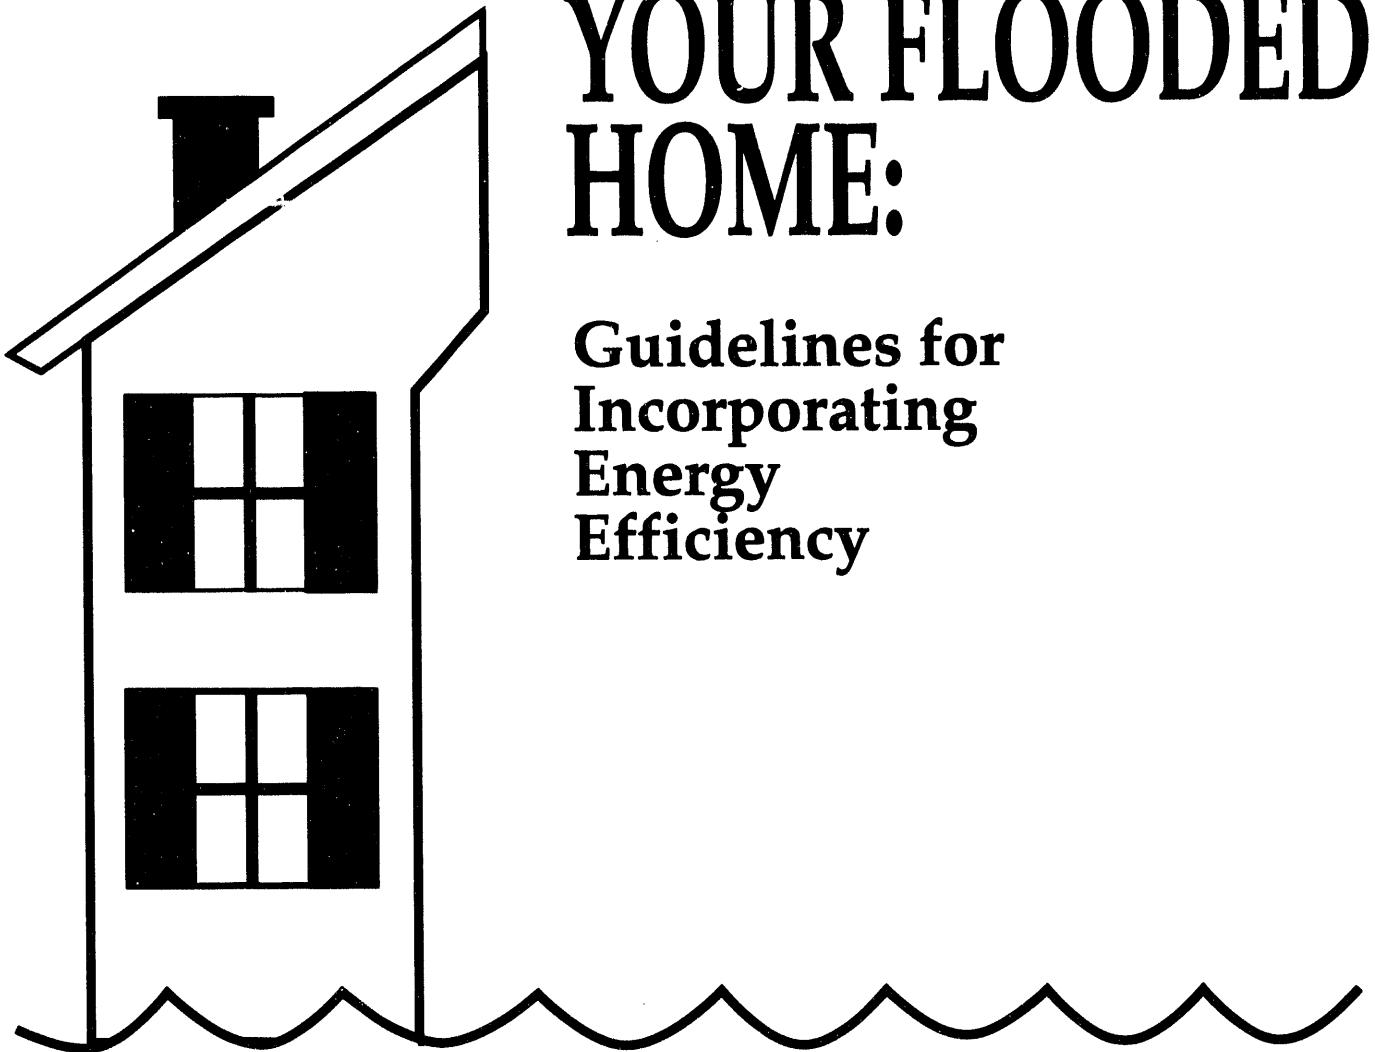 YOUR FLOODED
HOME:
Guidelines for
Incorporating
Energy
Efficiency